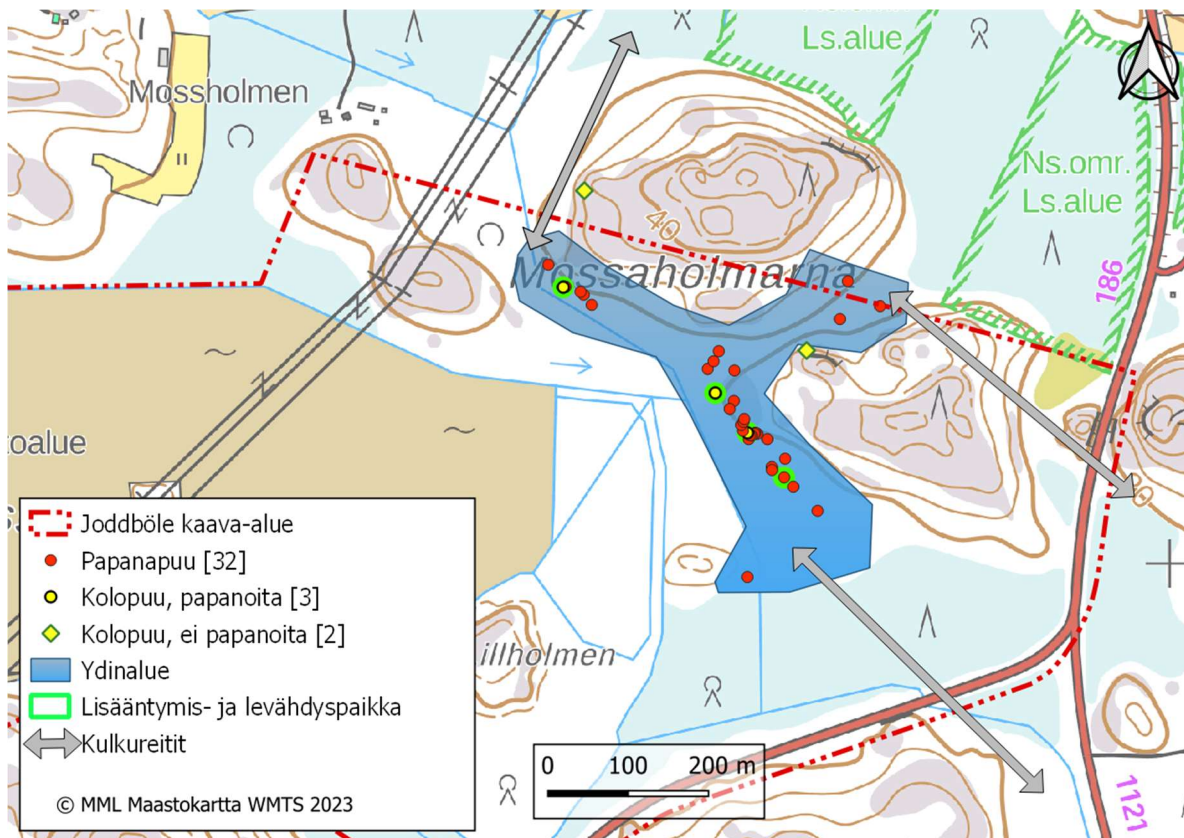 Ls.alue
Mossholmen
Ns.omr.
Ls.alue
40
Mossaholmarna
186
toalue
illholmen
1121
Joddböle kaava-alue
Papanapuu [32]
Kolopuu, papanoita [3]
Kolopuu, ei papanoita [2]
Ydinalue
Lisääntymis- ja levähdyspaikka
Kulkureitit
© MML Maastokartta WMTS 2023
0 100 200 m